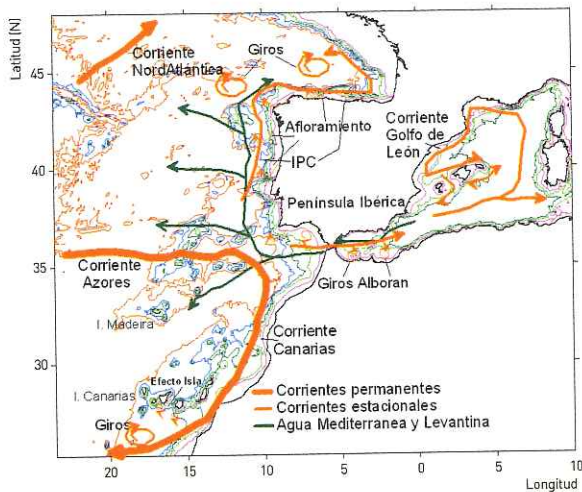 Latitud [N]
45
40
35
30
Corriente
NordAtlántica
Giros
Afloramiento
IPC
Península Ibérica
Corriente
Golfo de
León
Corriente
Azores
Giros Alboran
I. Madeira
Corriente
Canarias
I. Canarias
Efecto Isla
Giros
Corrientes permanentes
Corrientes estacionales
Agua Mediterranea y Levantina
20
15
10
5
0
5
10
Longitud